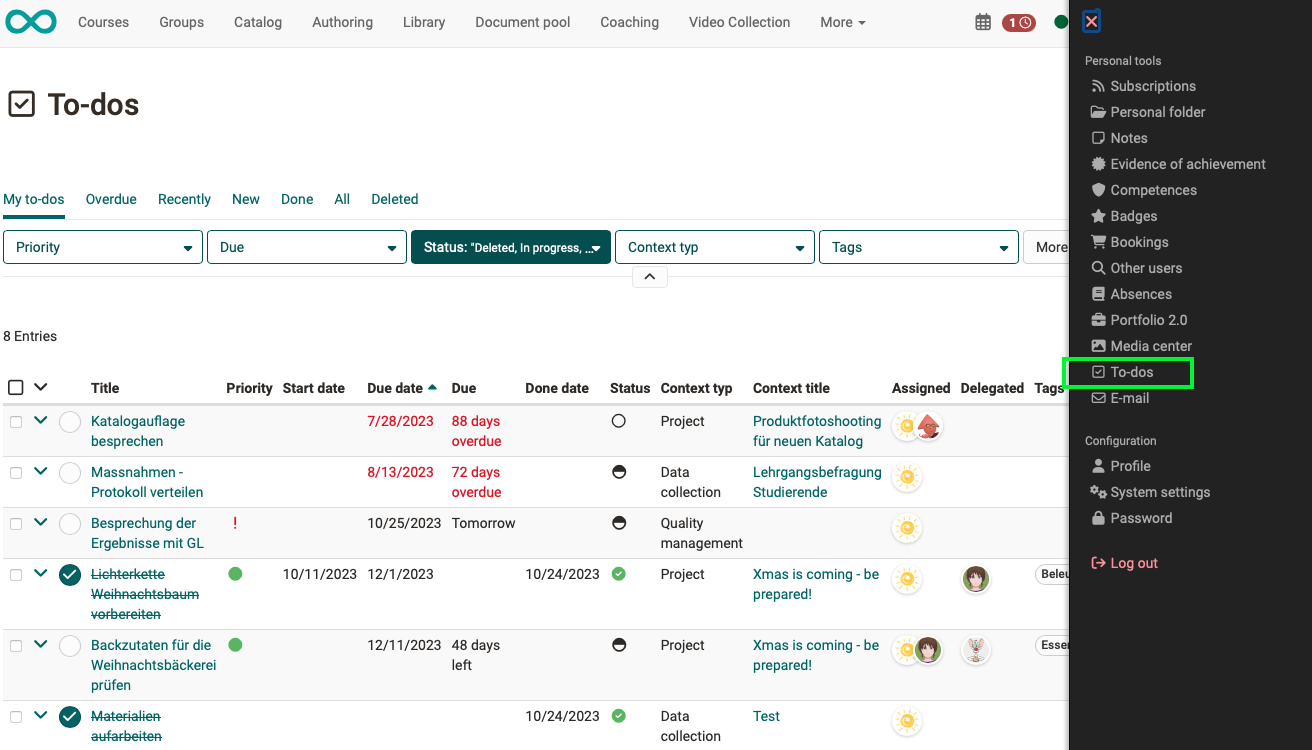 Courses Groups Catalog Authoring Library Document pool Coaching Video Collection More 1
To-dos
My to-dos Overdue Recently New Done All Deleted
Priority Due Status: "Deleted, In progress, ... Context typ Tags More
8 Entries
Title Priority Start date Due date Due Done date Status Context typ Context title Assigned Delegated Tags
Katalogauflage 7/28/2023 88 days Project Produktfotoshooting
besprechen overdue für neuen Katalog
Massnahmen - 8/13/2023 72 days Data Lehrgangsbefragung
Protokoll verteilen overdue collection Studierende
Besprechung der ! 10/25/2023 Tomorrow Quality
Ergebnisse mit GL management
Lichterkette 10/11/2023 12/1/2023 10/24/2023 Project Xmas is coming - be Beleu
Weihnachtsbaum prepared!
vorbereiten
Backzutaten für die 12/11/2023 48 days Project Xmas is coming - be Esser
Weihnachtsbäckerei left prepared!
prüfen
Materialien 10/24/2023 Data Test
aufarbeiten collection
Personal tools
Subscriptions
Personal folder
Notes
Evidence of achievement
Competences
Badges
Bookings
Other users
Absences
Portfolio 2.0
Media center
To-dos
E-mail
Configuration
Profile
System settings
Password
Log out